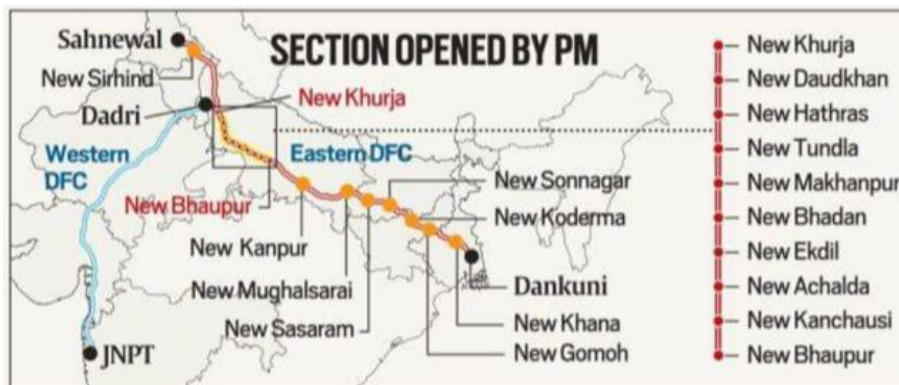 SECTION OPENED BY PM
Sahnewal
New Sirhind
Dadri
New Khurja
Western
DFC
Eastern DFC
New Bhaupur
New Kanpur
New Mughalsarai
New Sasaram
New Sonnagar
New Koderma
Dankuni
New Khana
New Gomoh
JNPT
New Khurja
New Daudkhan
New Hathras
New Tundla
New Makhanpur
New Bhadan
New Ekdil
New Achalda
New Kanchausi
New Bhaupur